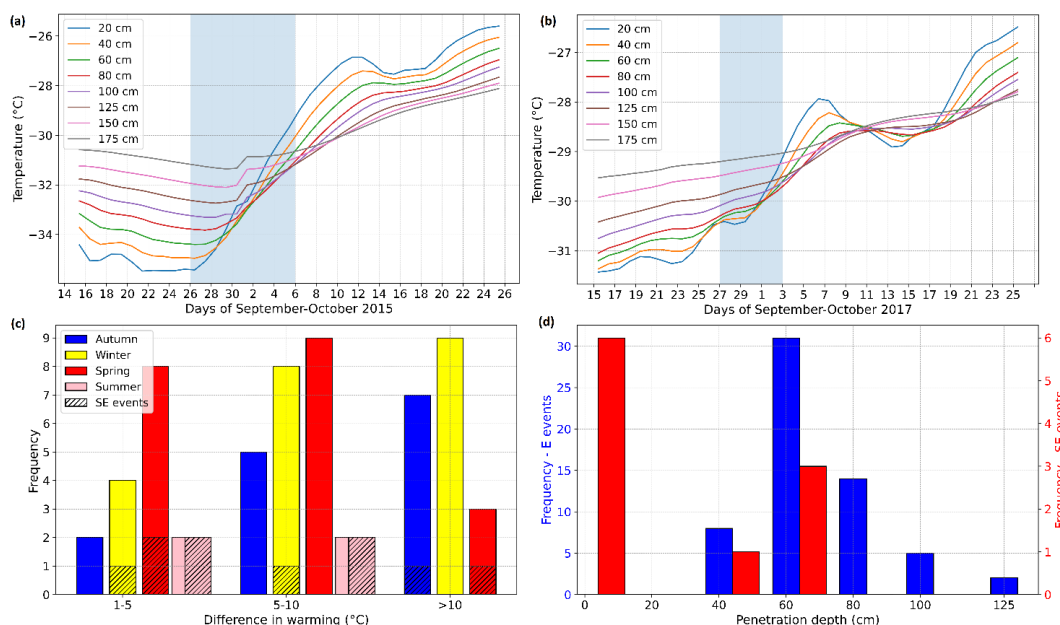 (a)
20 cm
40 cm
60 cm
80 cm
100 cm
125 cm
150 cm
175 cm
−26
−28
−30
−32
−34
Temperature (°C)
14 15 18 20 22 24 26 28 30 2 4 6 8 10 12 14 16 18 20 22 24 26
Days of September-October 2015
(b)
20 cm
40 cm
60 cm
80 cm
100 cm
125 cm
150 cm
175 cm
−27
−28
−29
−30
−31
Temperature (°C)
15 17 19 21 23 25 27 29 1 3 5 7 9 11 13 15 17 19 21 23 25
Days of September-October 2017
(c)
Autumn
Winter
Spring
Summer
SE events
9
8
7
6
5
4
3
2
1
0
Frequency
1-5 5-10 >10
Difference in warming (°C)
(d)
30
25
20
15
10
5
0
Frequency - E events
6
5
4
3
2
1
0
Frequency - SE events
0 20 40 60 80 100 125
Penetration depth (cm)